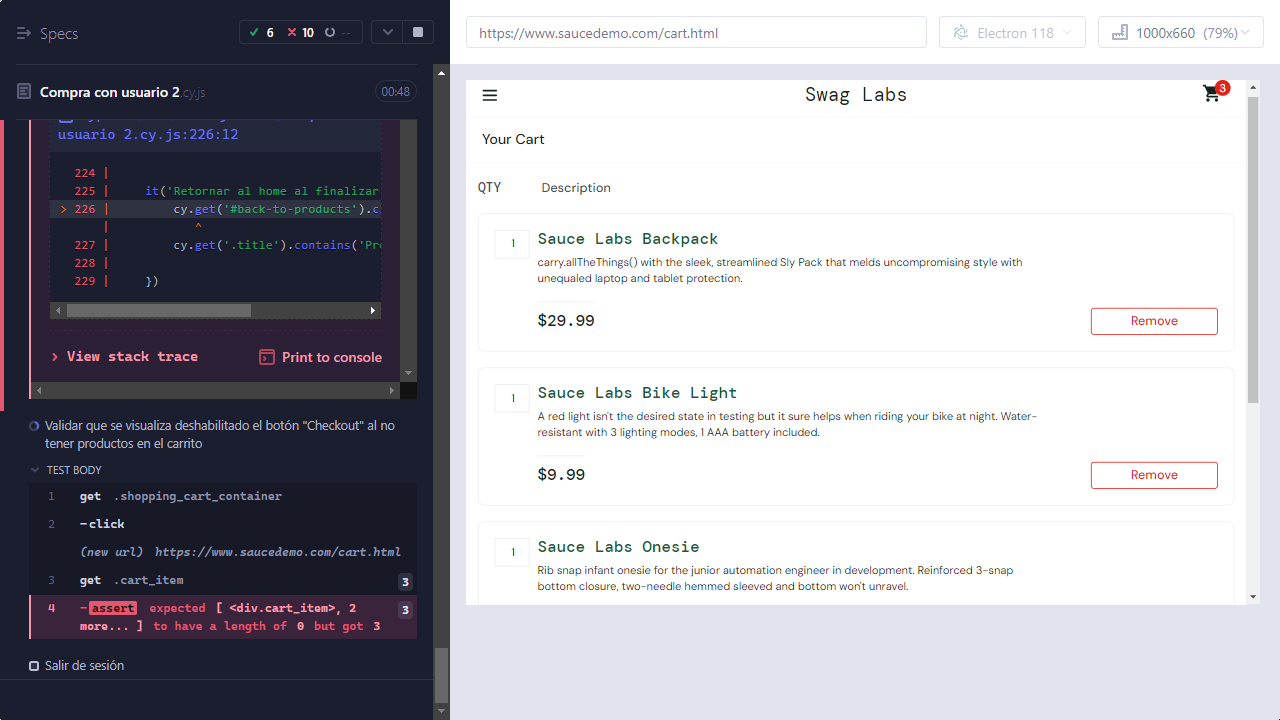 Specs
6
10
--
Compra con usuario 2.cy.js
00:48
usuario 2.cy.js:226:12
224 |
225 | it('Retornar al home al finalizar
> 226 | cy.get('#back-to-products').c
| ^
227 | cy.get('.title').contains('Pro
228 |
229 | })
> View stack trace
Print to console
Validar que se visualiza deshabilitado el botón "Checkout" al no
tener productos en el carrito
TEST BODY
1 get .shopping_cart_container
2 -click
(new url) https://www.saucedemo.com/cart.html
3 get .cart_item 3
4 -assert expected [ <div.cart_item>, 2
more... ] to have a length of 0 but got 3
3
Salir de sesión
https://www.saucedemo.com/cart.html
Electron 118
1000x660 (79%)
Swag Labs
3
Your Cart
QTY Description
1
Sauce Labs Backpack
carry.allTheThings() with the sleek, streamlined Sly Pack that melds uncompromising style with
unequaled laptop and tablet protection.
$29.99
Remove
1
Sauce Labs Bike Light
A red light isn't the desired state in testing but it sure helps when riding your bike at night. Water-
resistant with 3 lighting modes, 1 AAA battery included.
$9.99
Remove
1
Sauce Labs Onesie
Rib snap infant onesie for the junior automation engineer in development. Reinforced 3-snap
bottom closure, two-needle hemmed sleeved and bottom won't unravel.